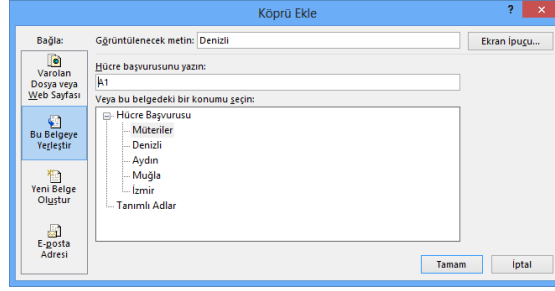 Köprü Ekle
Bağla:
Görüntülenecek metin: Denizli
Ekran İpucu...
Varolan
Dosya veya
Web Sayfası
Bu Belgeye
Yerleştir
Yeni Belge
Oluştur
E-posta
Adresi
Hücre başvurusunu yazın:
A1
Veya bu belgedeki bir konumu seçin:
Hücre Başvurusu
Müteriler
Denizli
Aydın
Muğla
İzmir
Tanımlı Adlar
Tamam
İptal